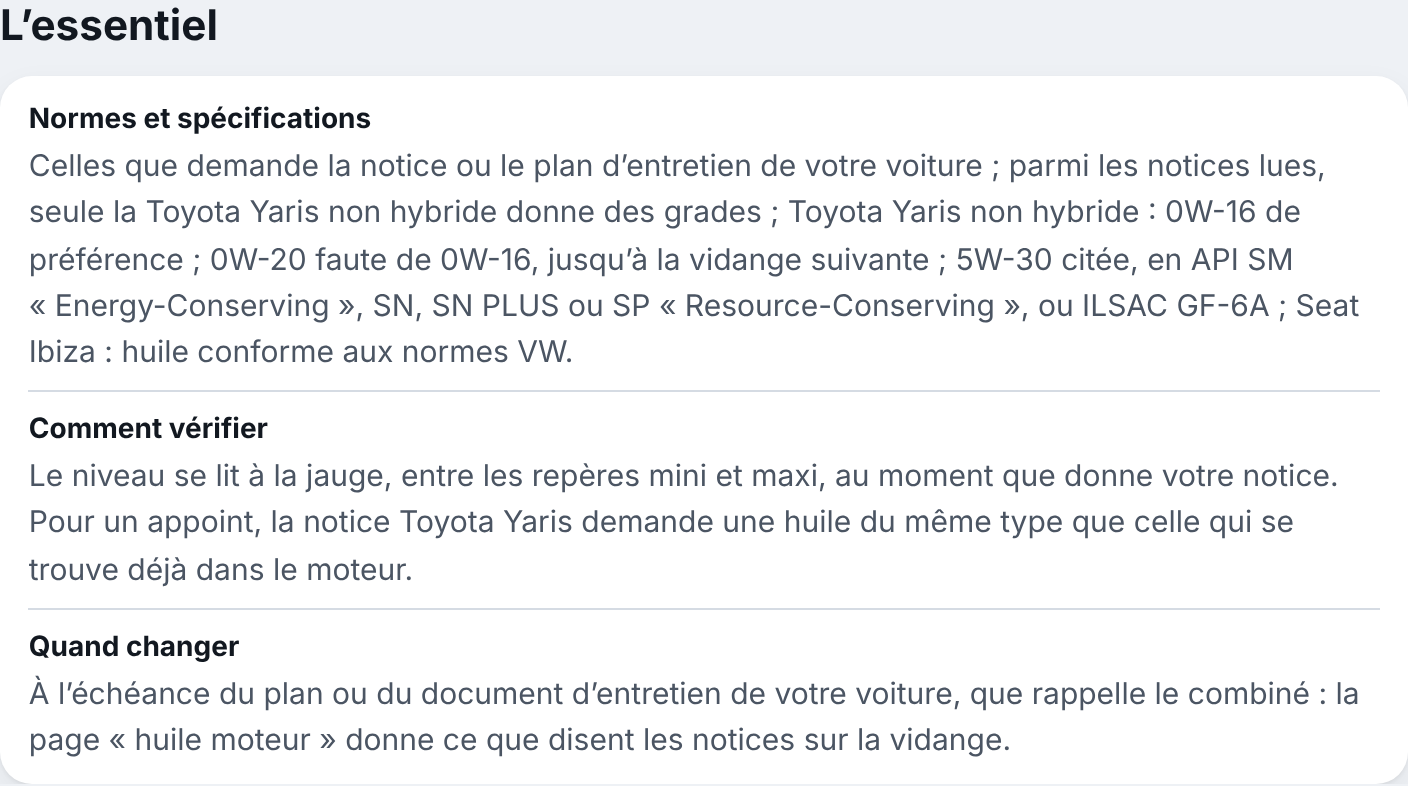 L’essentiel
Normes et spécifications
Celles que demande la notice ou le plan d’entretien de votre voiture ; parmi les notices lues,
seule la Toyota Yaris non hybride donne des grades ; Toyota Yaris non hybride : 0W-16 de
préférence ; 0W-20 faute de 0W-16, jusqu’à la vidange suivante ; 5W-30 citée, en API SM
« Energy-Conserving », SN, SN PLUS ou SP « Resource-Conserving », ou ILSAC GF-6A ; Seat
Ibiza : huile conforme aux normes VW.
Comment vérifier
Le niveau se lit à la jauge, entre les repères mini et maxi, au moment que donne votre notice.
Pour un appoint, la notice Toyota Yaris demande une huile du même type que celle qui se
trouve déjà dans le moteur.
Quand changer
À l’échéance du plan ou du document d’entretien de votre voiture, que rappelle le combiné : la
page « huile moteur » donne ce que disent les notices sur la vidange.